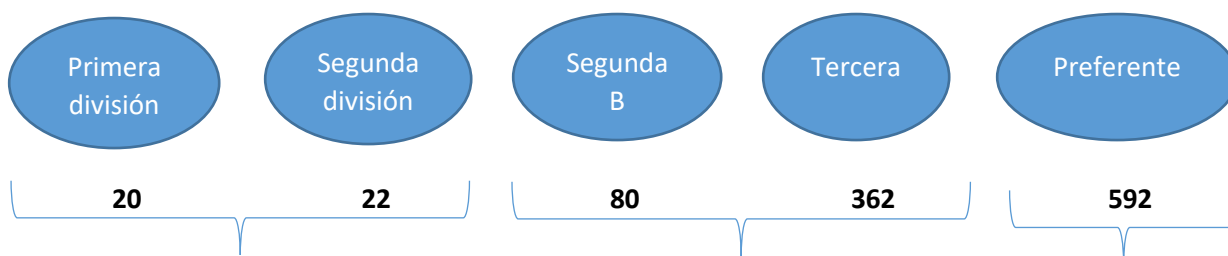 Primera
división
Segunda
división
Segunda
B
Tercera
Preferente
20
22
80
362
592